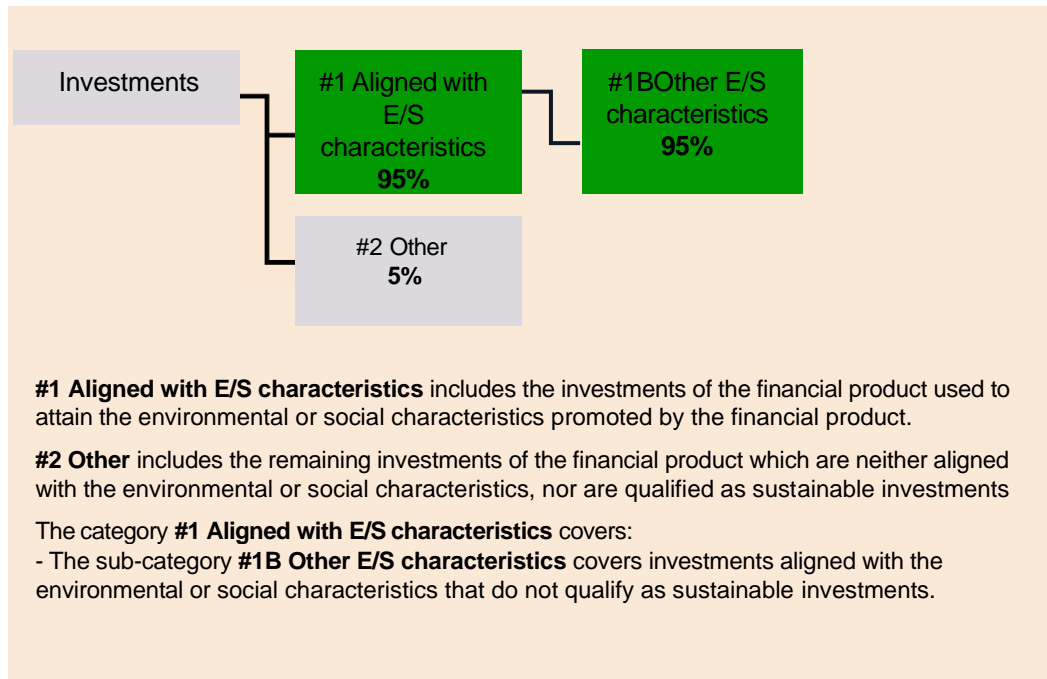 Investments
#1 Aligned with
E/S
characteristics
95%
#1BOther E/S
characteristics
95%
#2 Other
5%
#1 Aligned with E/S characteristics includes the investments of the financial product used to
attain the environmental or social characteristics promoted by the financial product.
#2 Other includes the remaining investments of the financial product which are neither aligned
with the environmental or social characteristics, nor are qualified as sustainable investments
The category #1 Aligned with E/S characteristics covers:
- The sub-category #1B Other E/S characteristics covers investments aligned with the
environmental or social characteristics that do not qualify as sustainable investments.